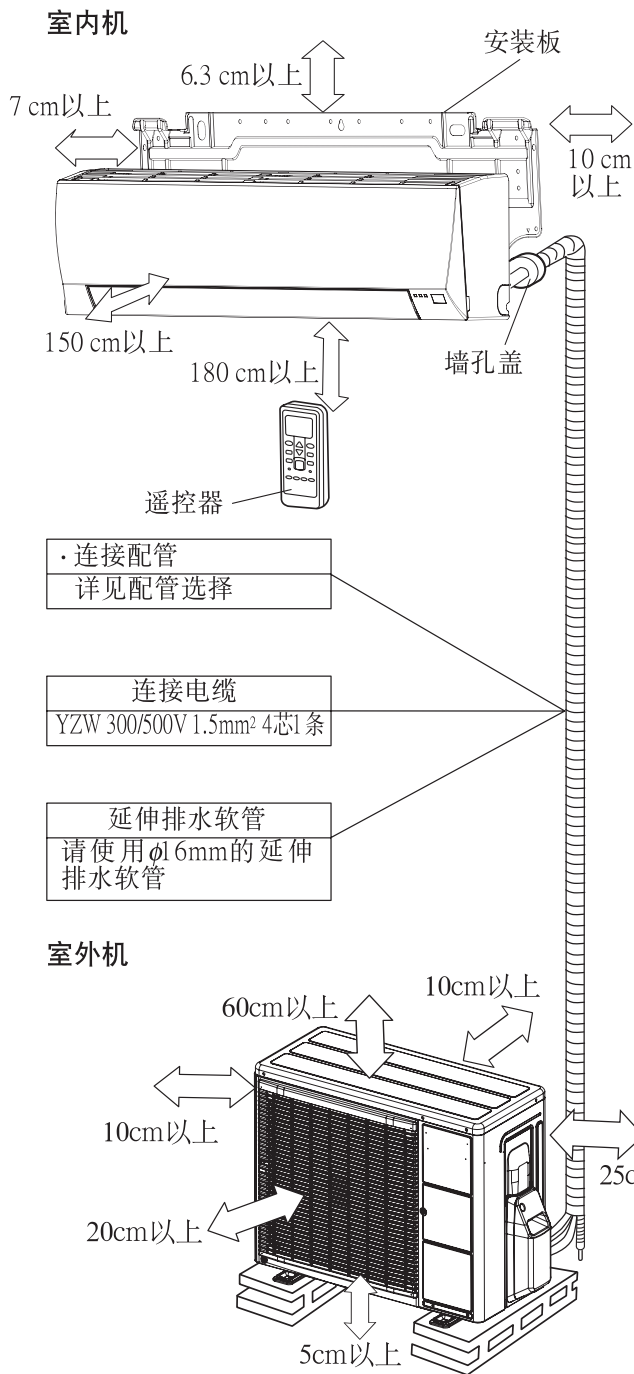 室内机
安装板
6.3 cm以上
7 cm以上
10 cm
以上
150 cm以上
180 cm以上
墙孔盖
遥控器
·连接配管
详见配管选择
连接电缆
YZW 300/500V 1.5mm² 4芯1条
延伸排水软管
请使用ϕ16mm的延伸
排水软管
室外机
10cm以上
60cm以上
10cm以上
25c
20cm以上
5cm以上